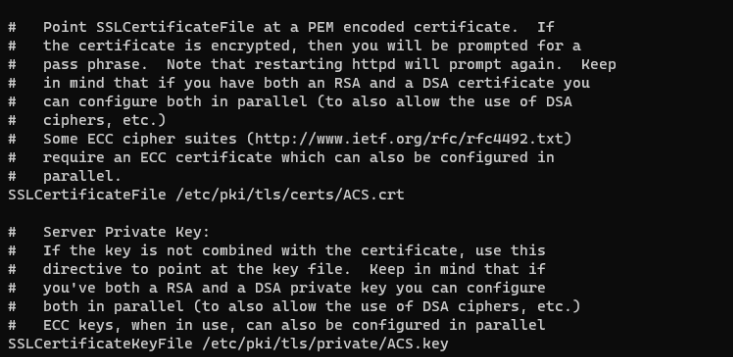 #   Point SSLCertificateFile at a PEM encoded certificate.  If
#   the certificate is encrypted, then you will be prompted for a
#   pass phrase.  Note that restarting httpd will prompt again.  Keep
#   in mind that if you have both an RSA and a DSA certificate you
#   can configure both in parallel (to also allow the use of DSA
#   ciphers, etc.)
#   Some ECC cipher suites (http://www.ietf.org/rfc/rfc4492.txt)
#   require an ECC certificate which can also be configured in
#   parallel.
SSLCertificateFile /etc/pki/tls/certs/ACS.crt

#   Server Private Key:
#   If the key is not combined with the certificate, use this
#   directive to point at the key file.  Keep in mind that if
#   you've both a RSA and a DSA private key you can configure
#   both in parallel (to also allow the use of DSA ciphers, etc.)
#   ECC keys, when in use, can also be configured in parallel
SSLCertificateKeyFile /etc/pki/tls/private/ACS.key